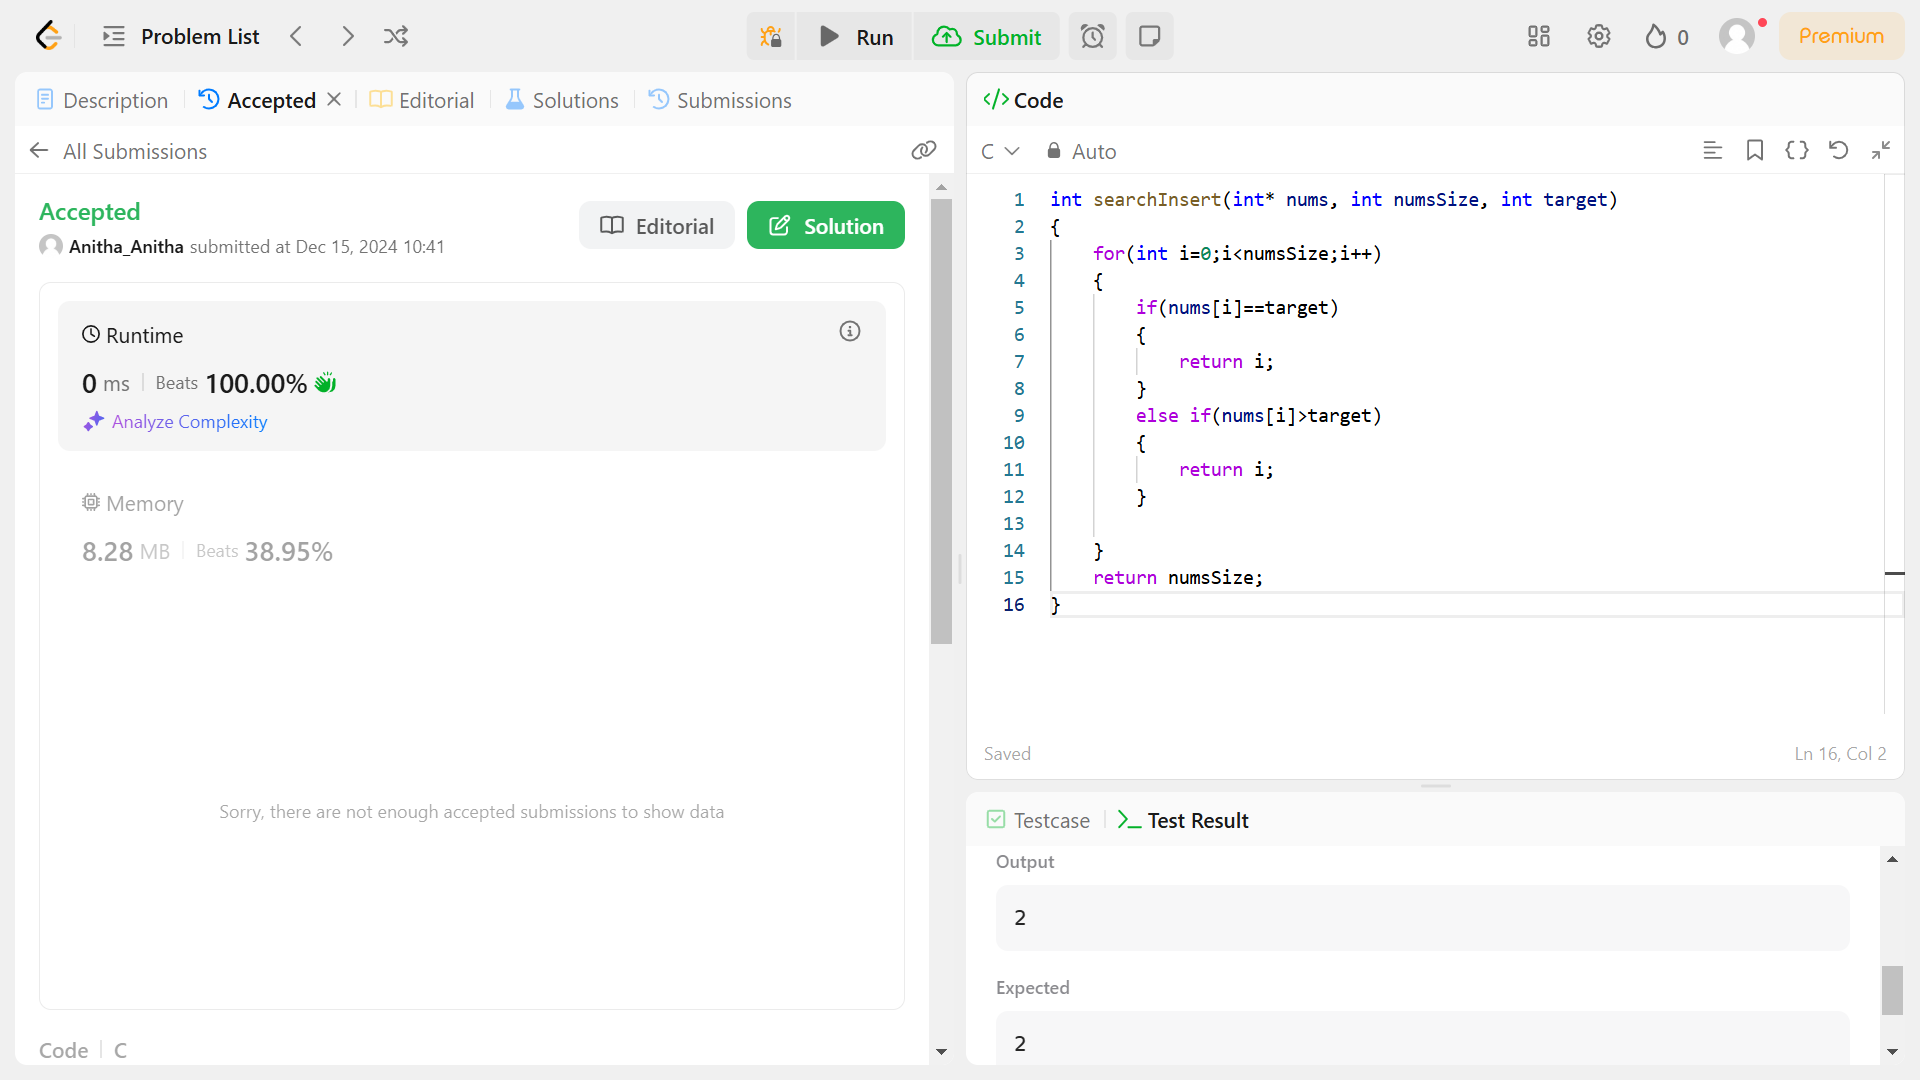 Problem List
Run
Submit
0
Premium
Description
Accepted
Editorial
Solutions
Submissions
All Submissions
Accepted
Anitha_Anitha submitted at Dec 15, 2024 10:41
Editorial
Solution
Runtime
0 ms
Beats 100.00%
Analyze Complexity
Memory
8.28 MB
Beats 38.95%
Sorry, there are not enough accepted submissions to show data
Code
C
</> Code
C
Auto
1 int searchInsert(int* nums, int numsSize, int target)
2 {
3     for(int i=0;i<numsSize;i++)
4     {
5         if(nums[i]==target)
6         {
7             return i;
8         }
9         else if(nums[i]>target)
10         {
11             return i;
12         }
13
14     }
15     return numsSize;
16 }
Saved
Ln 16, Col 2
Testcase
Test Result
Output
2
Expected
2